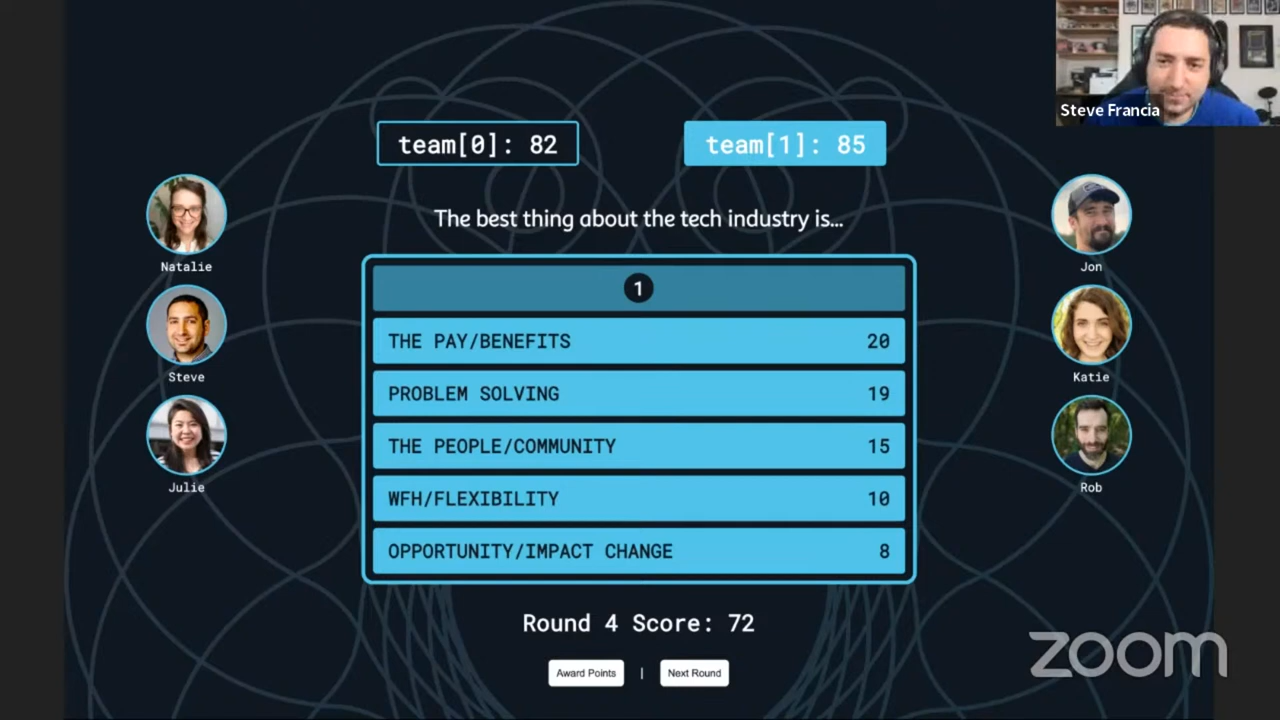 Steve Francia
team[0]: 82
team[1]: 85
The best thing about the tech industry is...
Natalie
Steve
Julie
1
THE PAY/BENEFITS 20
PROBLEM SOLVING 19
THE PEOPLE/COMMUNITY 15
WFH/FLEXIBILITY 10
OPPORTUNITY/IMPACT CHANGE 8
Jon
Katie
Rob
Round 4 Score: 72
Award Points | Next Round
zoom